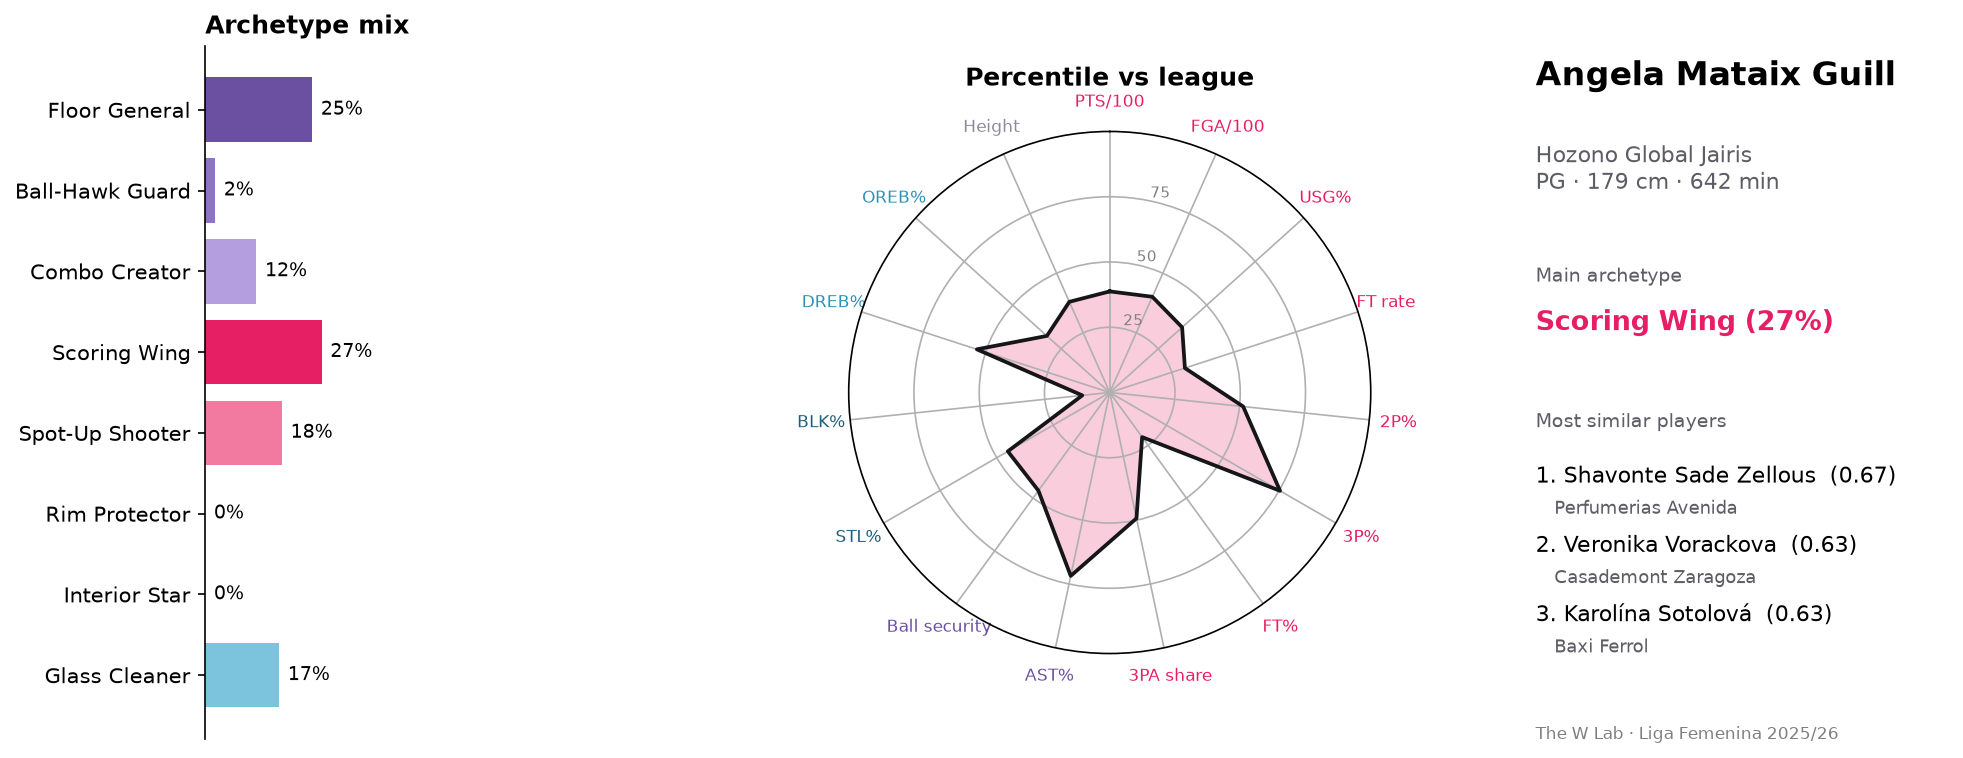 Archetype mix
Floor General
25%
Ball-Hawk Guard
2%
Combo Creator
12%
Scoring Wing
27%
Spot-Up Shooter
18%
Rim Protector
0%
Interior Star
0%
Glass Cleaner
17%
Percentile vs league
PTS/100
FGA/100
USG%
FT rate
2P%
3P%
FT%
3PA share
AST%
Ball security
STL%
BLK%
DREB%
OREB%
Height
75
50
25
Angela Mataix Guill
Hozono Global Jairis
PG · 179 cm · 642 min
Main archetype
Scoring Wing (27%)
Most similar players
1. Shavonte Sade Zellous (0.67)
Perfumerias Avenida
2. Veronika Vorackova (0.63)
Casademont Zaragoza
3. Karolína Sotolová (0.63)
Baxi Ferrol
The W Lab · Liga Femenina 2025/26